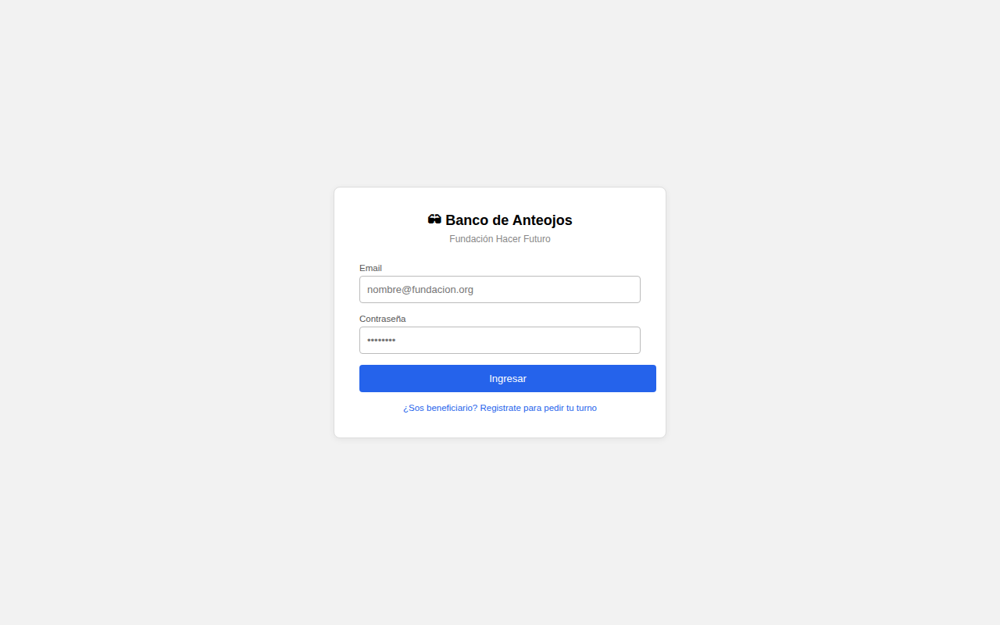 🕶 Banco de Anteojos
Fundación Hacer Futuro
Email
nombre@fundacion.org
Contraseña
••••••••
Ingresar
¿Sos beneficiario? Registrate para pedir tu turno